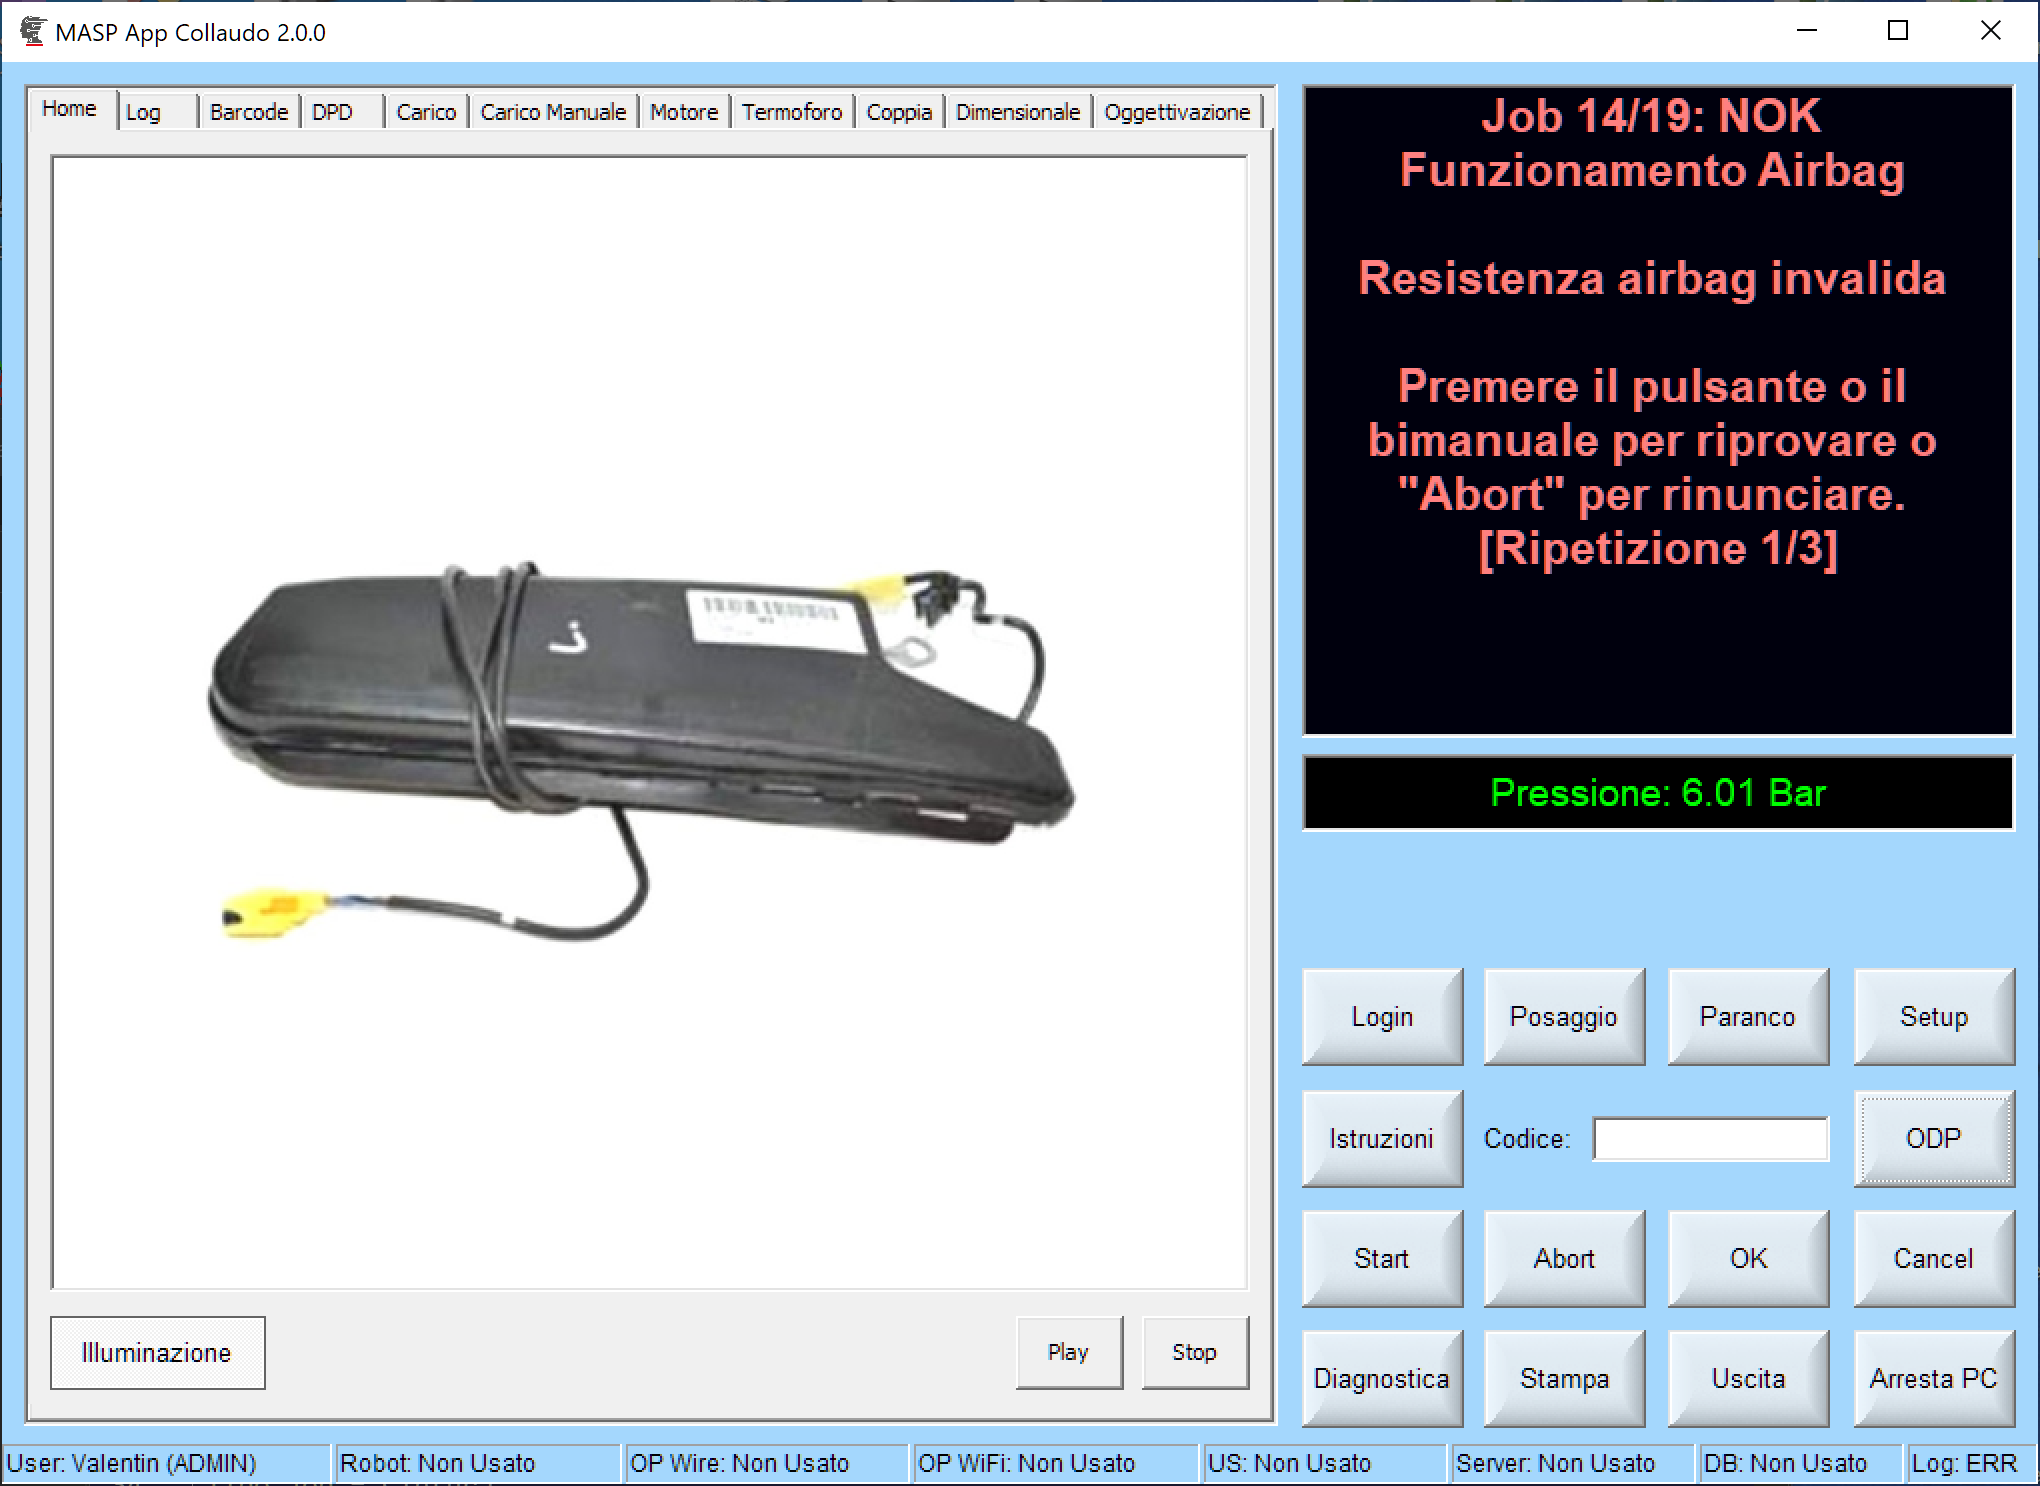 MASP App Collaudo 2.0.0
Home Log Barcode DPD Carico Carico Manuale Motore Termoforo Coppia Dimensionale Oggettivazione
Job 14/19: NOK
Funzionamento Airbag
Resistenza airbag invalida
Premere il pulsante o il
bimanuale per riprovare o
"Abort" per rinunciare.
[Ripetizione 1/3]
Pressione: 6.01 Bar
Login Posaggio Paranco Setup
Istruzioni Codice: ODP
Start Abort OK Cancel
Illuminazione Play Stop
Diagnostica Stampa Uscita Arresta PC
User: Valentin (ADMIN) Robot: Non Usato OP Wire: Non Usato OP WiFi: Non Usato US: Non Usato Server: Non Usato DB: Non Usato Log: ERR